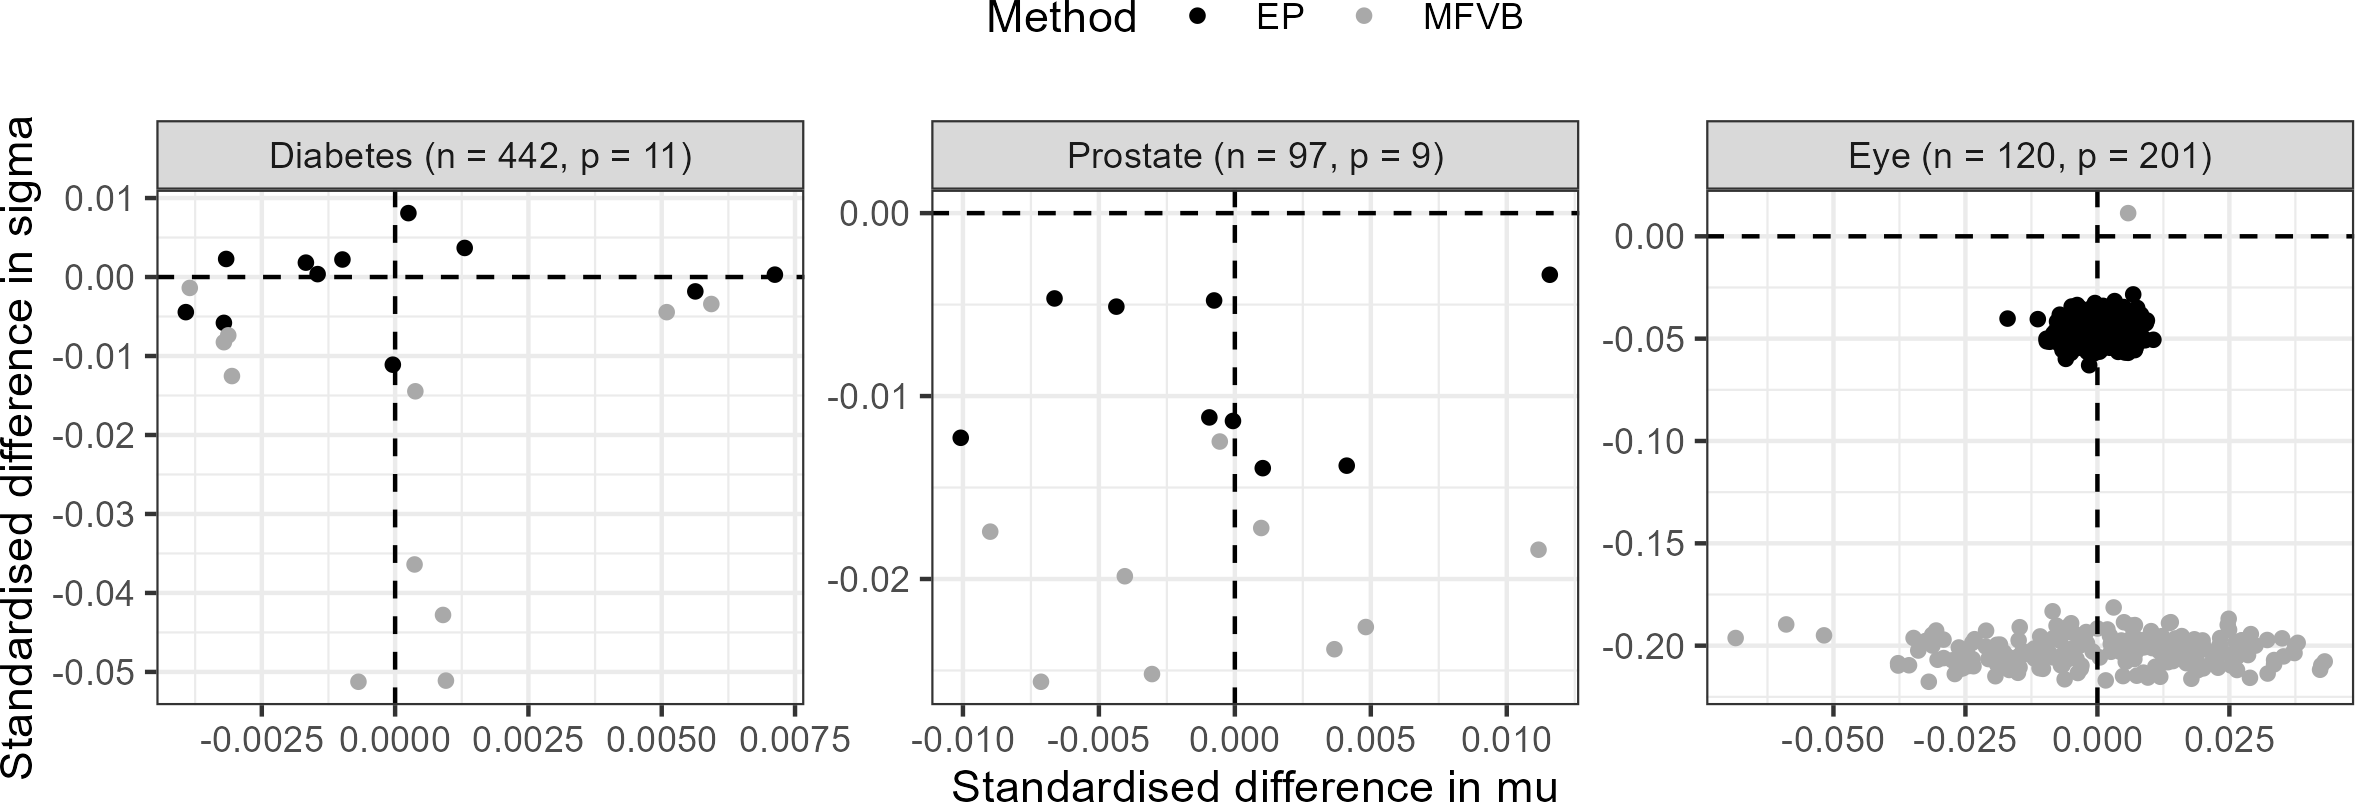 Method EP MFVB
Standardised difference in sigma
Diabetes (n = 442, p = 11)
0.01
0.00
-0.01
-0.02
-0.03
-0.04
-0.05
-0.0025 0.0000 0.0025 0.0050 0.0075
Prostate (n = 97, p = 9)
0.00
-0.01
-0.02
-0.010 -0.005 0.000 0.005 0.010
Eye (n = 120, p = 201)
0.00
-0.05
-0.10
-0.15
-0.20
-0.050 -0.025 0.000 0.025
Standardised difference in mu